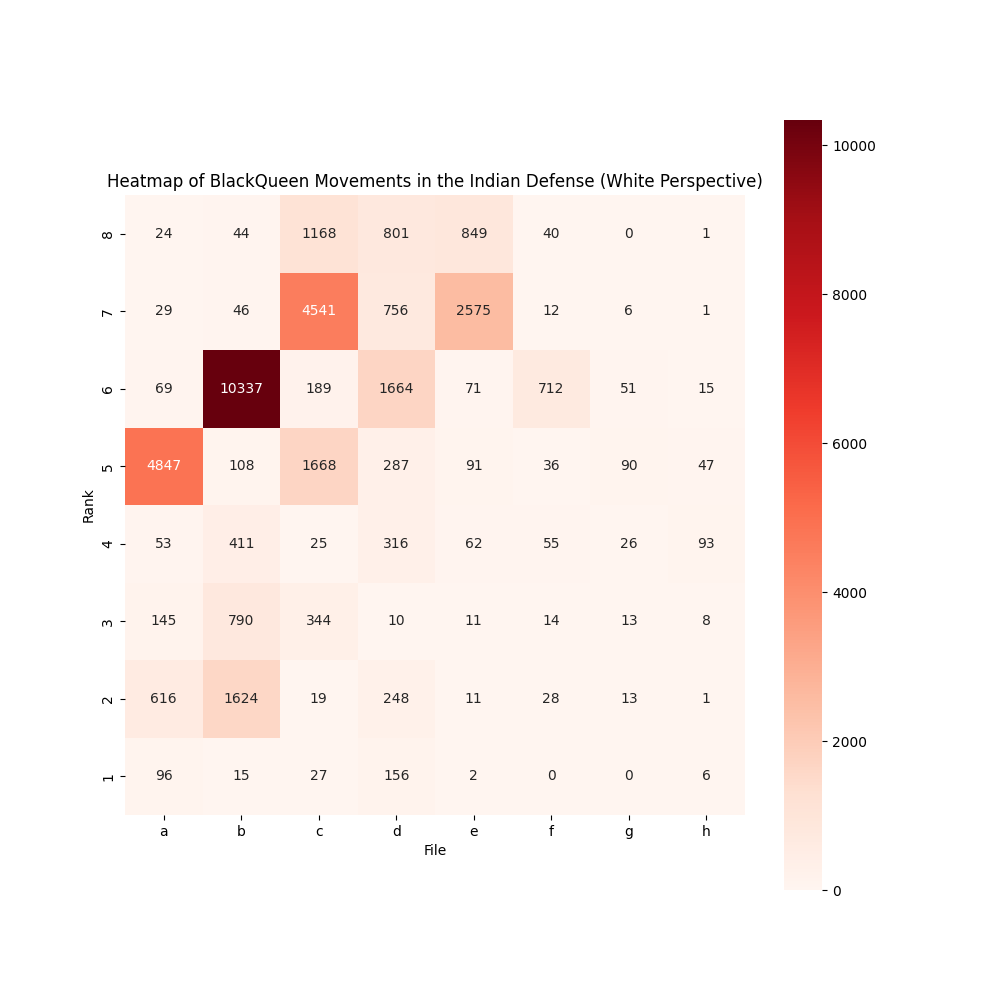 Heatmap of BlackQueen Movements in the Indian Defense (White Perspective)
8 24 44 1168 801 849 40 0 1
7 29 46 4541 756 2575 12 6 1
6 69 10337 189 1664 71 712 51 15
5 4847 108 1668 287 91 36 90 47
4 53 411 25 316 62 55 26 93
3 145 790 344 10 11 14 13 8
2 616 1624 19 248 11 28 13 1
1 96 15 27 156 2 0 0 6
a b c d e f g h
File
Rank
10000
8000
6000
4000
2000
0